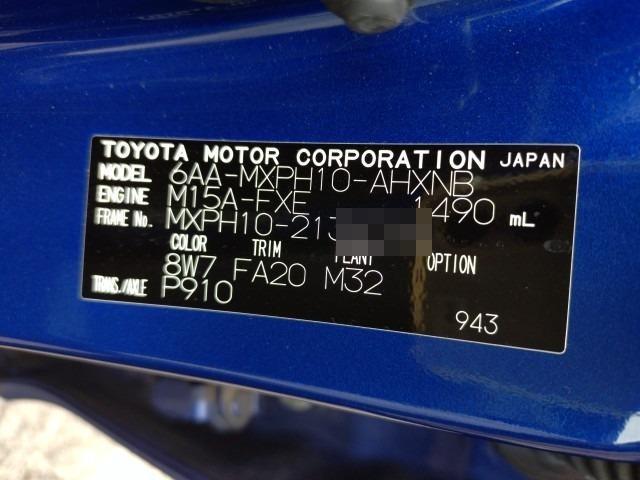 TOYOTA MOTOR CORPORATION JAPAN
MODEL 6AA-MXPH10-AHXNB
ENGINE M15A-FXE 1490 mL
FRAME No. MXPH10-213
COLOR TRIM PLANT OPTION
8W7 FA20 M32
TRANS./AXLE P910
943